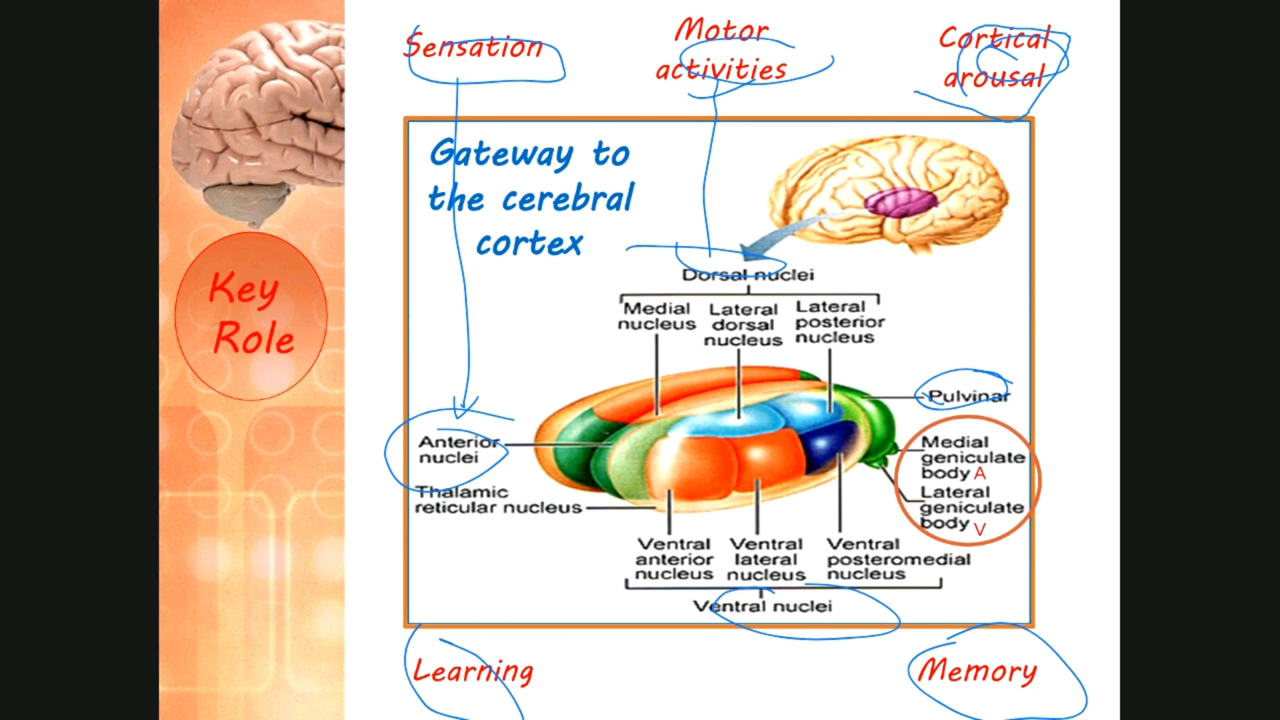 Sensation
Motor
activities
Cortical
arousal
Key
Role
Gateway to
the cerebral
cortex
Dorsal nuclei
Medial
nucleus
Lateral
dorsal
nucleus
Lateral
posterior
nucleus
Pulvinar
Anterior
nuclei
Medial
geniculate
body A
Lateral
geniculate
body V
Thalamic
reticular nucleus
Ventral
anterior
nucleus
Ventral
lateral
nucleus
Ventral
posteromedial
nucleus
Ventral nuclei
Learning
Memory